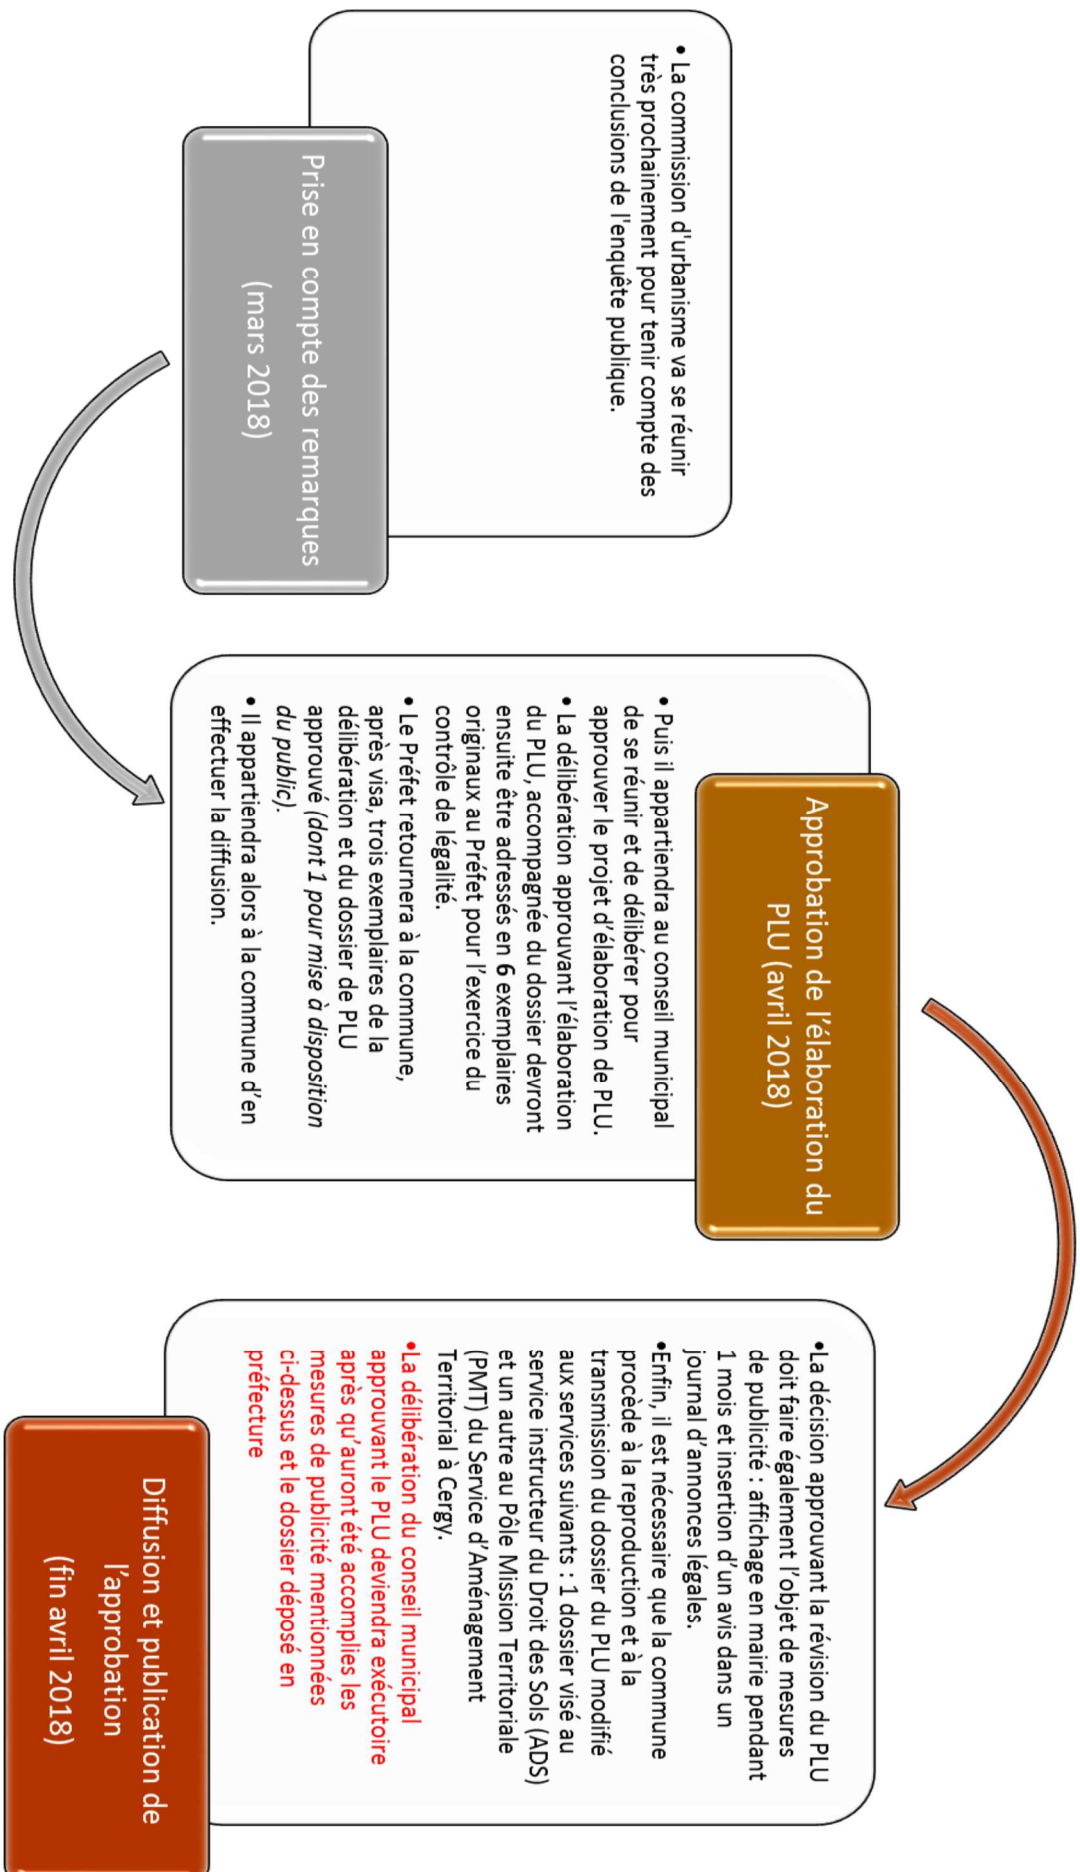 • La commission d'urbanisme va se réunir
très prochainement pour tenir compte des
conclusions de l'enquête publique.
Prise en compte des remarques
(mars 2018)
Approbation de l'élaboration du
PLU (avril 2018)
• Puis il appartiendra au conseil municipal
de se réunir et de délibérer pour
approuver le projet d'élaboration de PLU.
• La délibération approuvant l'élaboration
du PLU, accompagnée du dossier devront
ensuite être adressés en 6 exemplaires
originaux au Préfet pour l'exercice du
contrôle de légalité.
• Le Préfet retournera à la commune,
après visa, trois exemplaires de la
délibération et du dossier de PLU
approuvé (dont 1 pour mise à disposition
du public).
• Il appartiendra alors à la commune d'en
effectuer la diffusion.
•La décision approuvant la révision du PLU
doit faire également l'objet de mesures
de publicité : affichage en mairie pendant
1 mois et insertion d'un avis dans un
journal d'annonces légales.
•Enfin, il est nécessaire que la commune
procède à la reproduction et à la
transmission du dossier du PLU modifié
aux services suivants : 1 dossier visé au
service instructeur du Droit des Sols (ADS)
et un autre au Pôle Mission Territoriale
(PMT) du Service d'Aménagement
Territorial à Cergy.
•La délibération du conseil municipal
approuvant le PLU deviendra exécutoire
après qu'auront été accomplies les
mesures de publicité mentionnées
ci-dessus et le dossier déposé en
préfecture
Diffusion et publication de
l'approbation
(fin avril 2018)